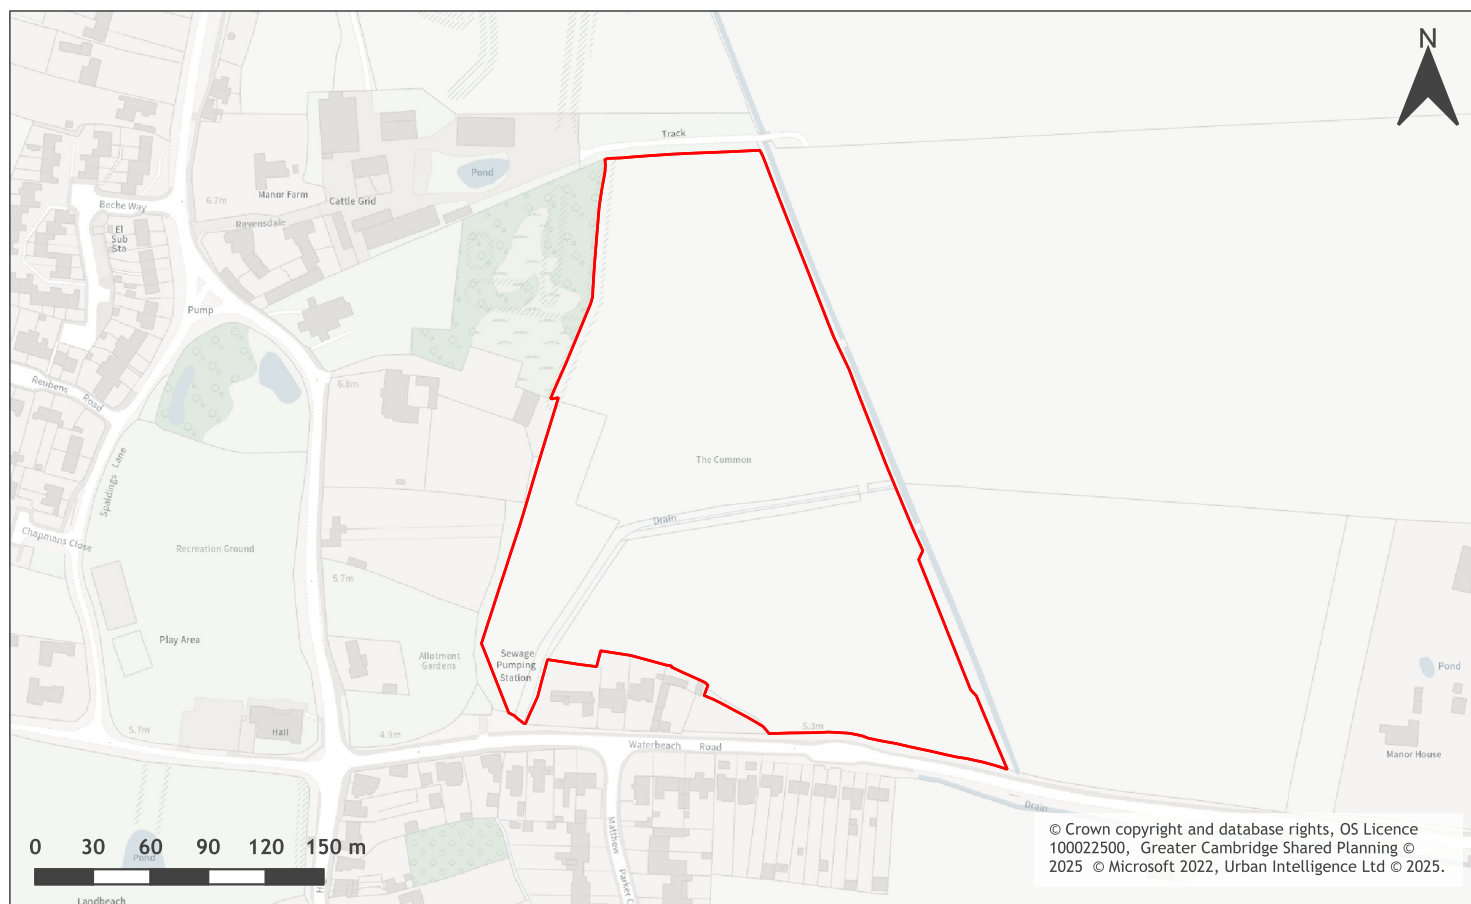 N
Track
Pond
Manor Farm
Cattle Grid
6.7m
Beche Way
Ravensdale
El
Sub
Sta
Pump
6.8m
Reubens Road
Spaldings Lane
The Common
Drain
Chapmans Close
Recreation Ground
5.7m
Play Area
Allotment
Gardens
Sewage
Pumping
Station
Pond
5.7m
Hall
4.9m
Waterbeach Road
5.3m
Manor House
Drain
Matthew
Parker
Pond
Landbeach
0 30 60 90 120 150 m
© Crown copyright and database rights, OS Licence
100022500, Greater Cambridge Shared Planning ©
2025 © Microsoft 2022, Urban Intelligence Ltd © 2025.